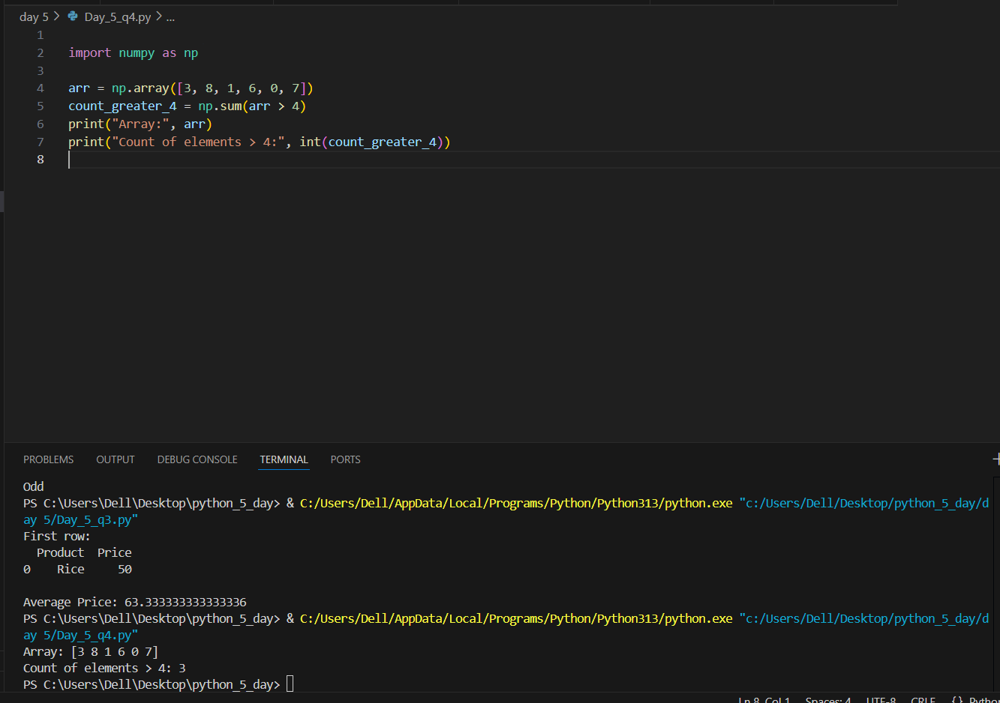 day 5 > Day_5_q4.py > ...
1
2 import numpy as np
3
4 arr = np.array([3, 8, 1, 6, 0, 7])
5 count_greater_4 = np.sum(arr > 4)
6 print("Array:", arr)
7 print("Count of elements > 4:", int(count_greater_4))
8
PROBLEMS OUTPUT DEBUG CONSOLE TERMINAL PORTS
Odd
PS C:\Users\Dell\Desktop\python_5_day> & C:/Users/Dell/AppData/Local/Programs/Python/Python313/python.exe "c:/Users/Dell/Desktop/python_5_day/d
ay 5/Day_5_q3.py"
First row:
  Product  Price
0    Rice     50

Average Price: 63.333333333333336
PS C:\Users\Dell\Desktop\python_5_day> & C:/Users/Dell/AppData/Local/Programs/Python/Python313/python.exe "c:/Users/Dell/Desktop/python_5_day/d
ay 5/Day_5_q4.py"
Array: [3 8 1 6 0 7]
Count of elements > 4: 3
PS C:\Users\Dell\Desktop\python_5_day>
Ln 8, Col 1 Spaces: 4 UTF-8 CRLF {} Pytho